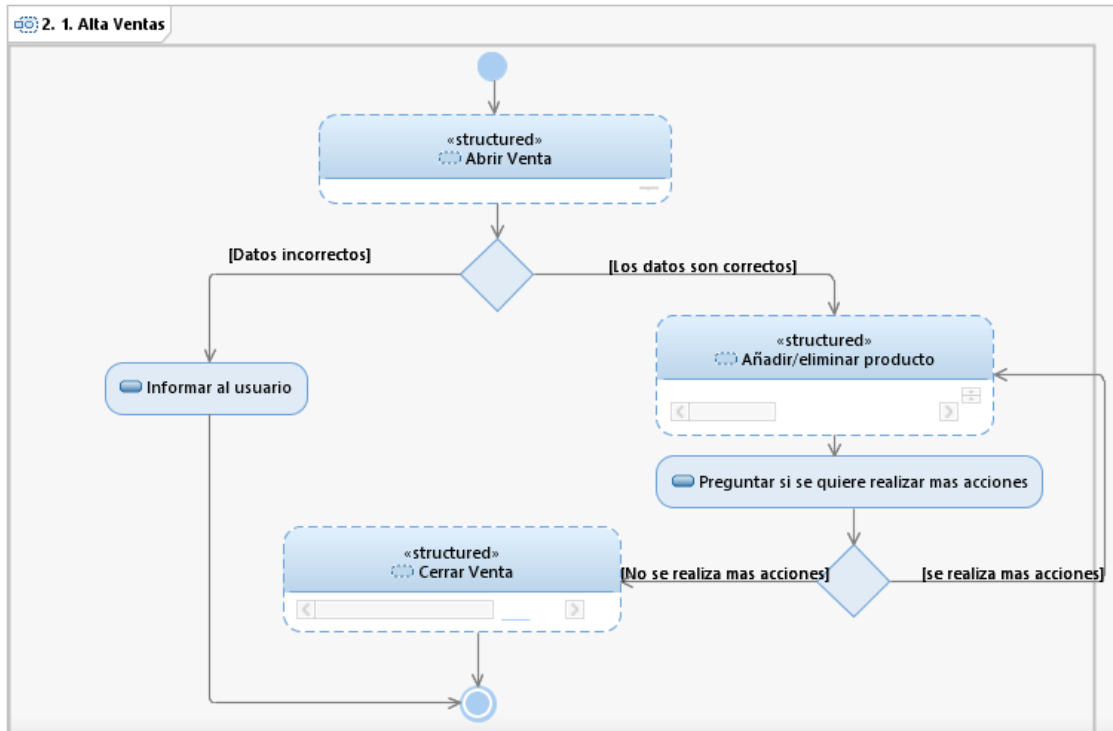 2. 1. Alta Ventas
«structured»
Abrir Venta
[Datos incorrectos]
[Los datos son correctos]
«structured»
Añadir/eliminar producto
Informar al usuario
Preguntar si se quiere realizar mas acciones
«structured»
Cerrar Venta
[No se realiza mas acciones]
[se realiza mas acciones]